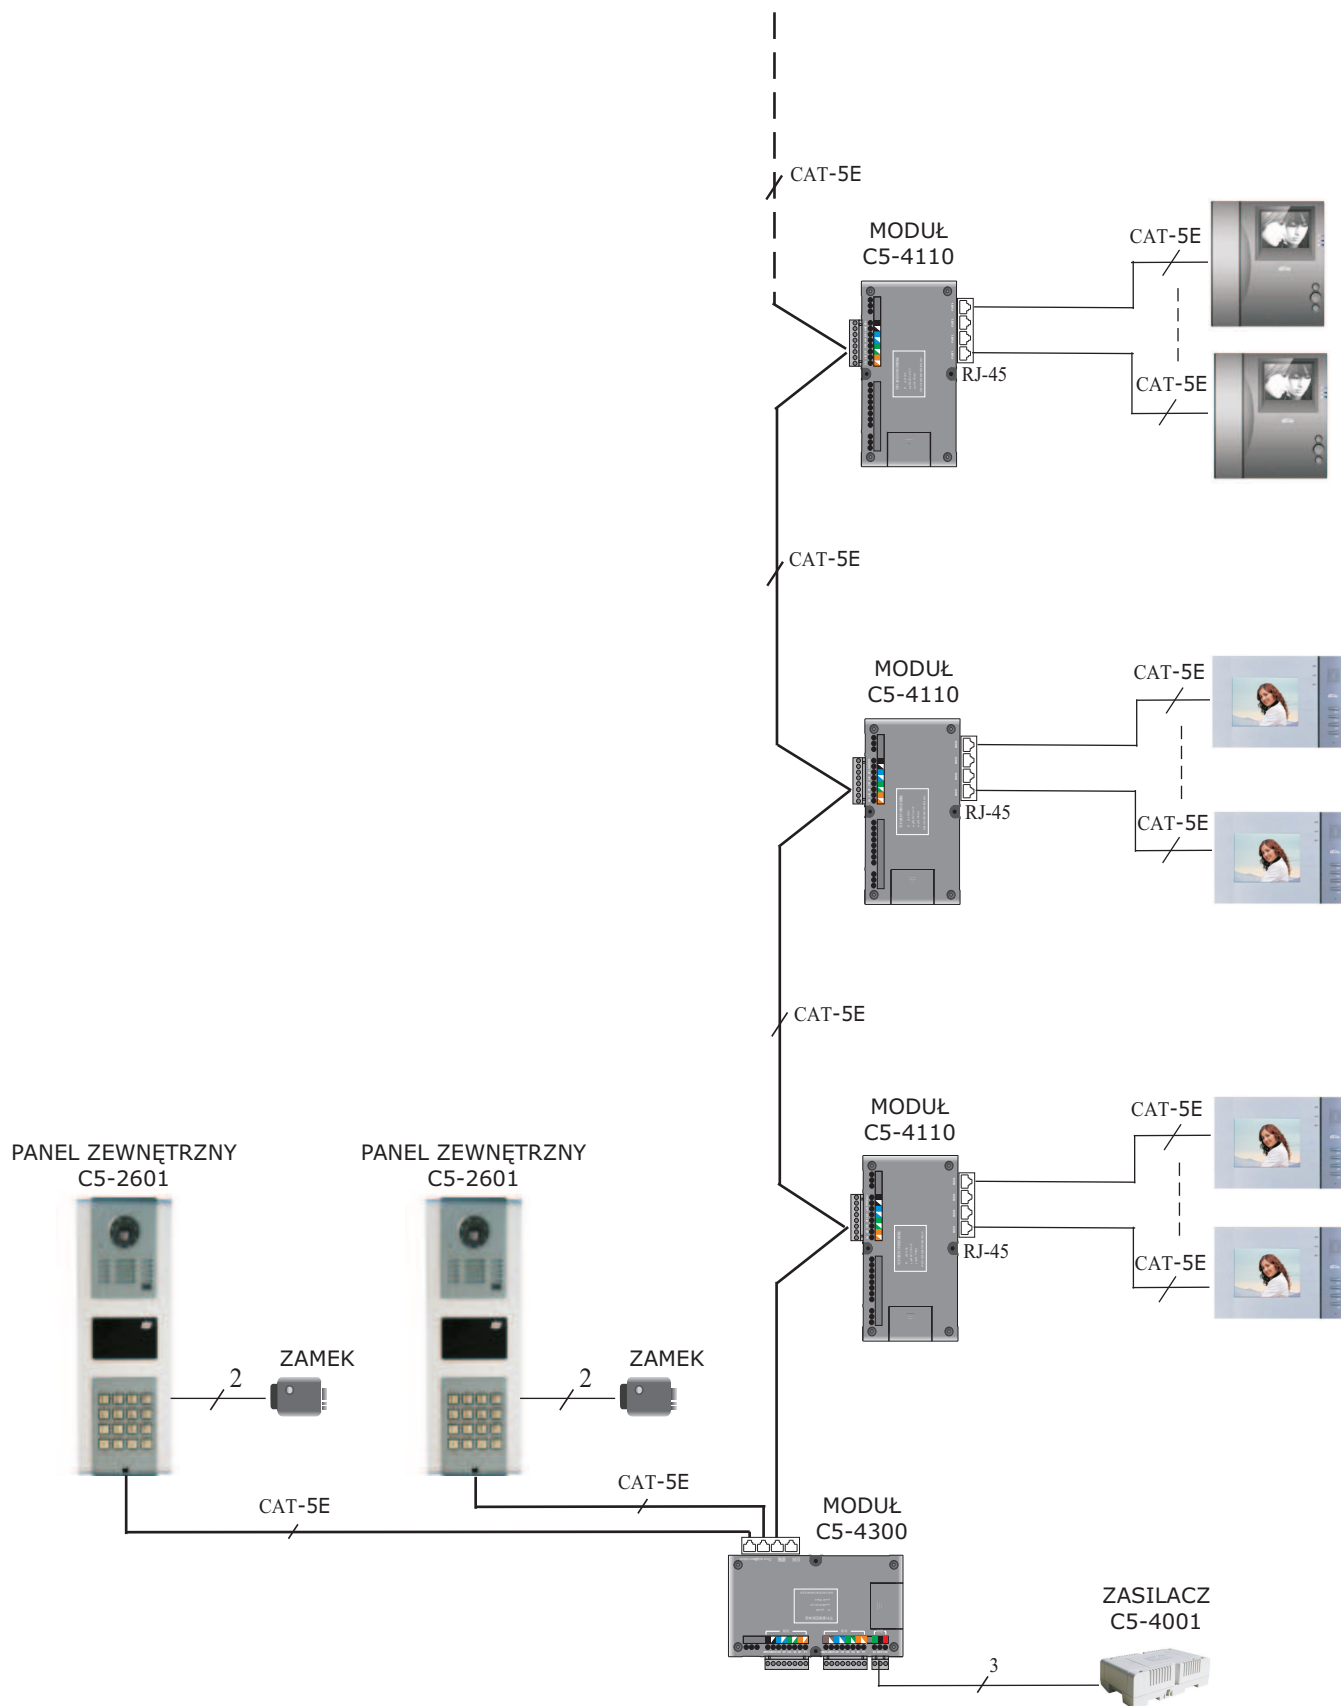 CAT-5E
MODUŁ
C5-4110
CAT-5E
RJ-45
CAT-5E
CAT-5E
MODUŁ
C5-4110
CAT-5E
RJ-45
CAT-5E
CAT-5E
MODUŁ
C5-4110
CAT-5E
RJ-45
CAT-5E
PANEL ZEWNĘTRZNY
C5-2601
PANEL ZEWNĘTRZNY
C5-2601
2
ZAMEK
2
ZAMEK
CAT-5E
CAT-5E
MODUŁ
C5-4300
3
ZASILACZ
C5-4001